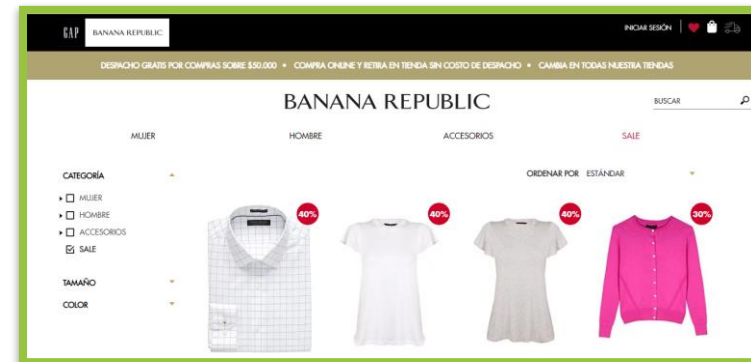 GAP BANANA REPUBLIC INICIAR SESIÓN
DESPACHO GRATIS POR COMPRAS SOBRE $50.000 • COMPRA ONLINE Y RETIRA EN TIENDA SIN COSTO DE DESPACHO • CAMBIA EN TODAS NUESTRA TIENDAS
BANANA REPUBLIC BUSCAR
MUJER HOMBRE ACCESORIOS SALE
CATEGORÍA ORDENAR POR ESTÁNDAR
MUJER
HOMBRE
ACCESORIOS
SALE
TAMAÑO
COLOR
40% 40% 40% 30%